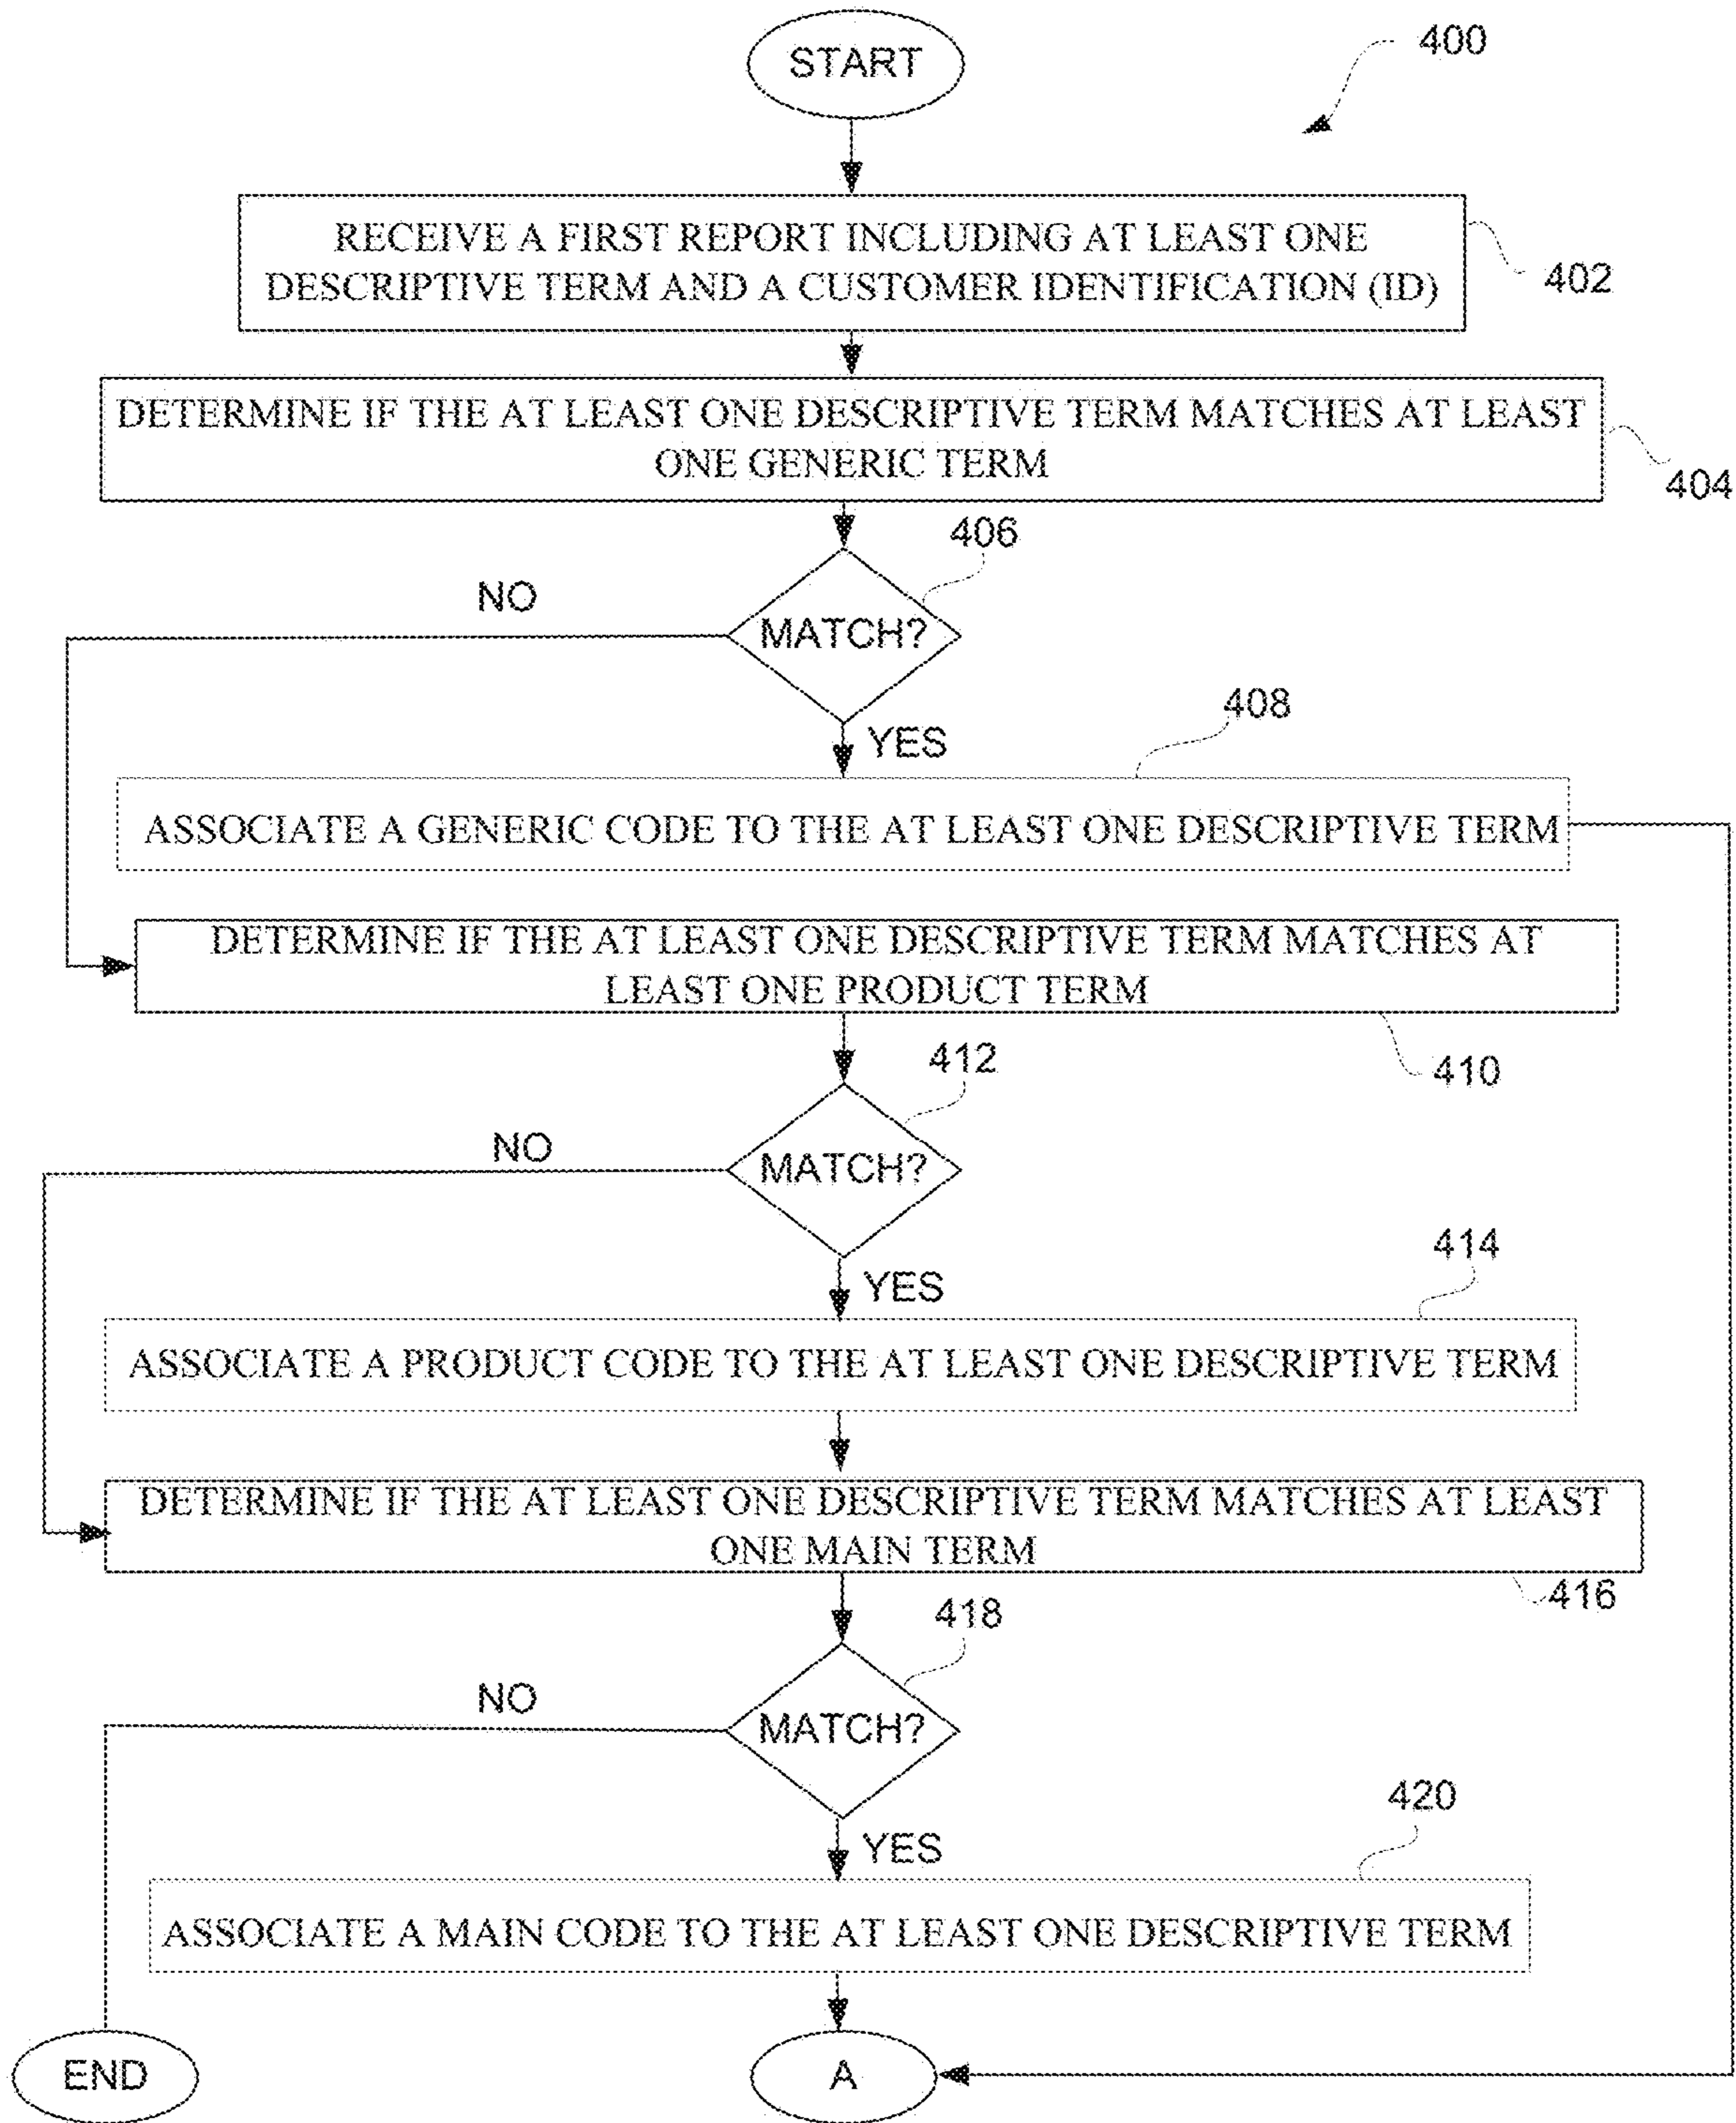 START
400
RECEIVE A FIRST REPORT INCLUDING AT LEAST ONE
DESCRIPTIVE TERM AND A CUSTOMER IDENTIFICATION (ID)
402
DETERMINE IF THE AT LEAST ONE DESCRIPTIVE TERM MATCHES AT LEAST
ONE GENERIC TERM
404
406
NO
MATCH?
408
YES
ASSOCIATE A GENERIC CODE TO THE AT LEAST ONE DESCRIPTIVE TERM
DETERMINE IF THE AT LEAST ONE DESCRIPTIVE TERM MATCHES AT
LEAST ONE PRODUCT TERM
410
412
NO
MATCH?
414
YES
ASSOCIATE A PRODUCT CODE TO THE AT LEAST ONE DESCRIPTIVE TERM
DETERMINE IF THE AT LEAST ONE DESCRIPTIVE TERM MATCHES AT LEAST
ONE MAIN TERM
416
418
NO
MATCH?
420
YES
ASSOCIATE A MAIN CODE TO THE AT LEAST ONE DESCRIPTIVE TERM
END
A